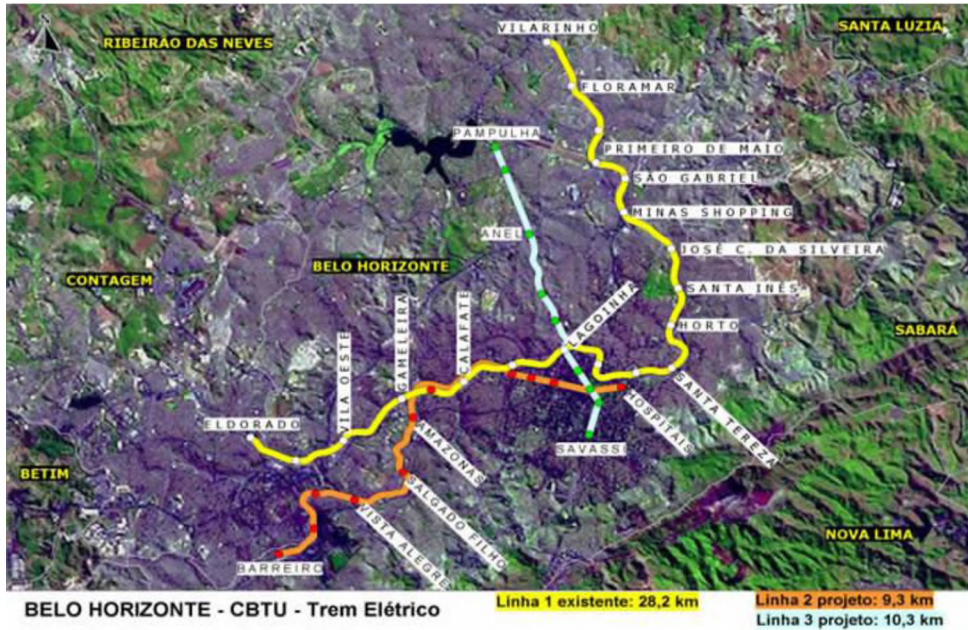 VILARINHO
SANTA LUZIA
RIBEIRÃO DAS NEVES
FLORAMAR
PAMPULHA
PRIMEIRO DE MAIO
SÃO GABRIEL
MINAS SHOPPING
ANEL
JOSÉ C. DA SILVEIRA
BELO HORIZONTE
CONTAGEM
SANTA INÊS
LAGOINHA
HORTO
SABARÁ
CALAFATE
GAMELEIRA
VILA OESTE
ELDORADO
HOSPITAIS
SANTA TEREZA
SAVASSI
AMAZONAS
BETIM
SALGADO FILHO
VISTA ALEGRE
NOVA LIMA
BARREIRO
BELO HORIZONTE - CBTU - Trem Elétrico
Linha 1 existente: 28,2 km
Linha 2 projeto: 9,3 km
Linha 3 projeto: 10,3 km